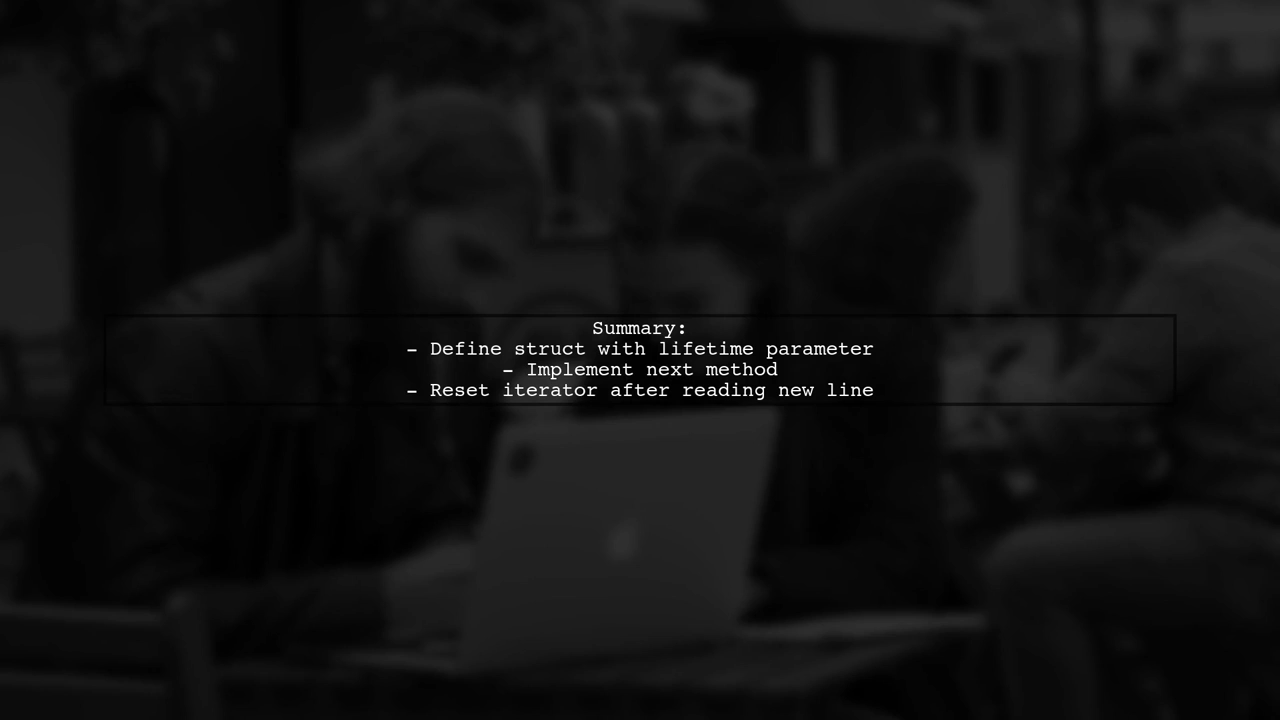 Summary:
- Define struct with lifetime parameter
- Implement next method
- Reset iterator after reading new line